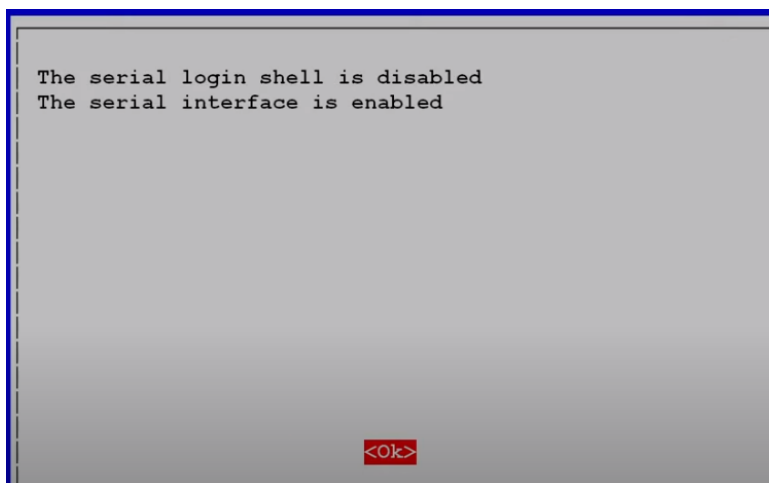 The serial login shell is disabled
The serial interface is enabled
<Ok>